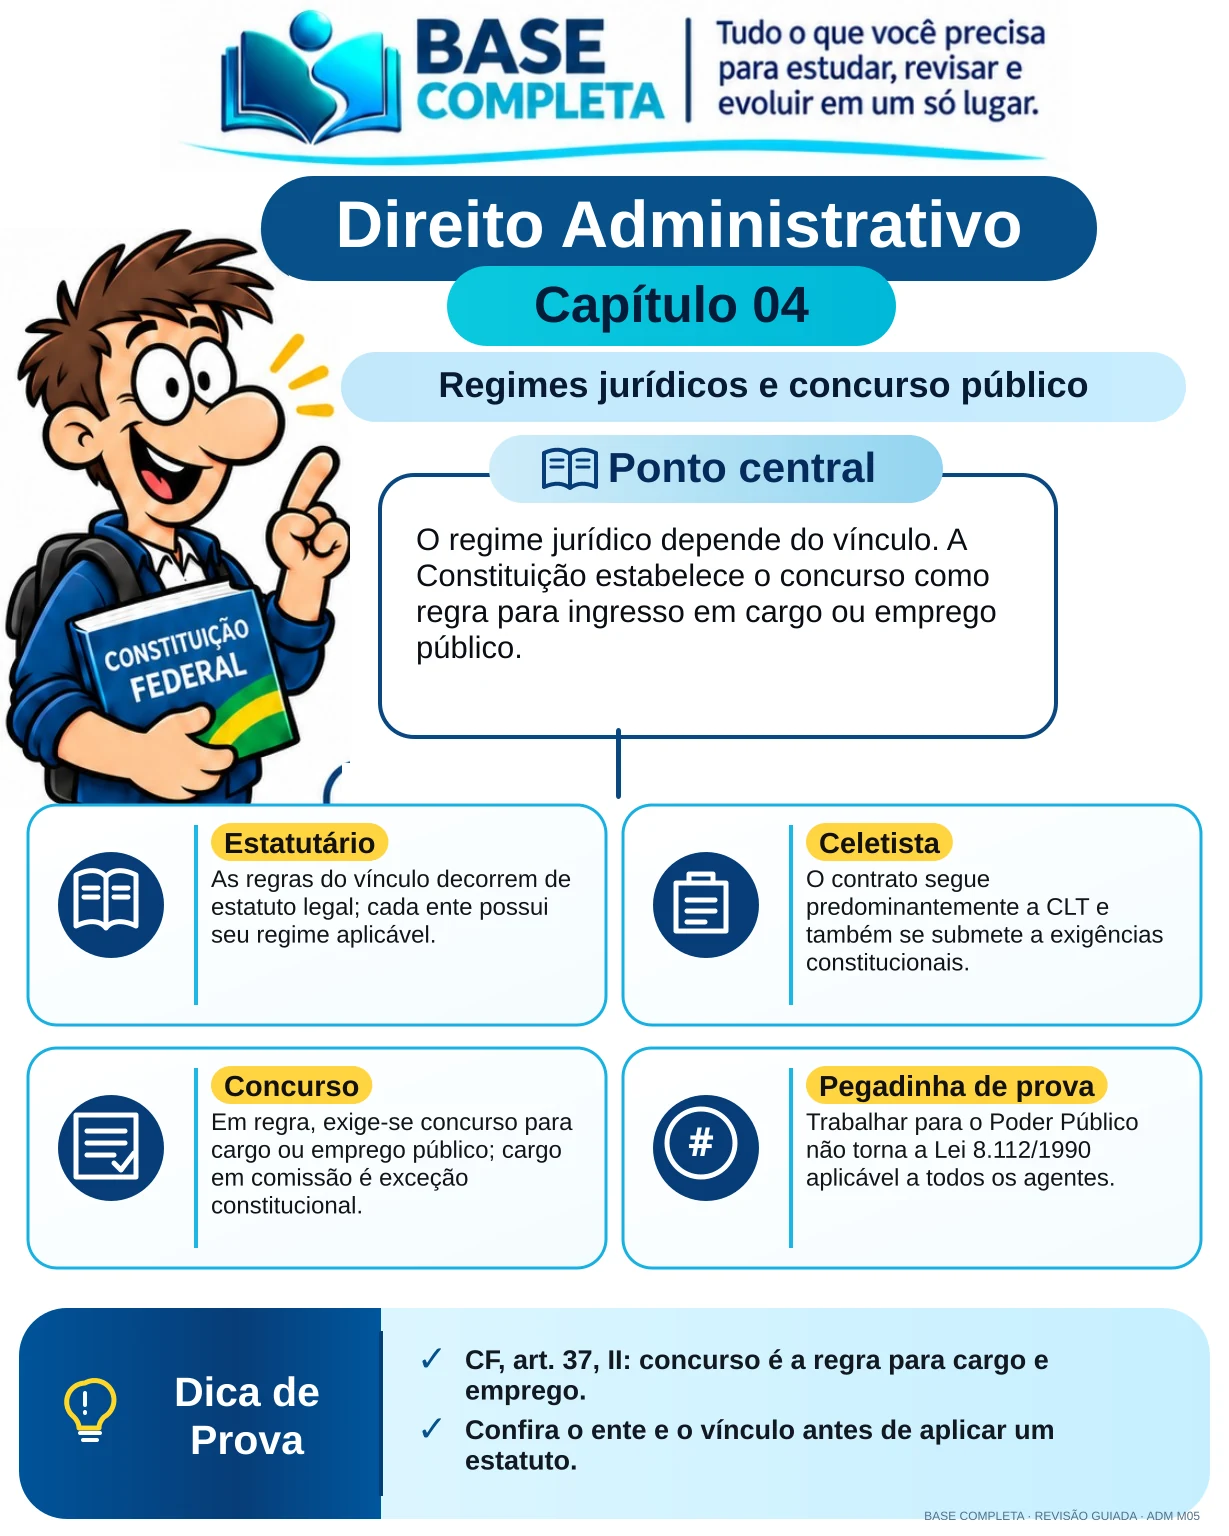 BASE
COMPLETA
Tudo o que você precisa
para estudar, revisar e
evoluir em um só lugar.
Direito Administrativo
Capítulo 04
Regimes jurídicos e concurso público
Ponto central
O regime jurídico depende do vínculo. A
Constituição estabelece o concurso como
regra para ingresso em cargo ou emprego
público.
CONSTITUIÇÃO
FEDERAL
Estatutário
As regras do vínculo decorrem de
estatuto legal; cada ente possui
seu regime aplicável.
Celetista
O contrato segue
predominantemente a CLT e
também se submete a exigências
constitucionais.
Concurso
Em regra, exige-se concurso para
cargo ou emprego público; cargo
em comissão é exceção
constitucional.
#
Pegadinha de prova
Trabalhar para o Poder Público
não torna a Lei 8.112/1990
aplicável a todos os agentes.
Dica de
Prova
✓ CF, art. 37, II: concurso é a regra para cargo e
emprego.
✓ Confira o ente e o vínculo antes de aplicar um
estatuto.
BASE COMPLETA · REVISÃO GUIADA · ADM M05